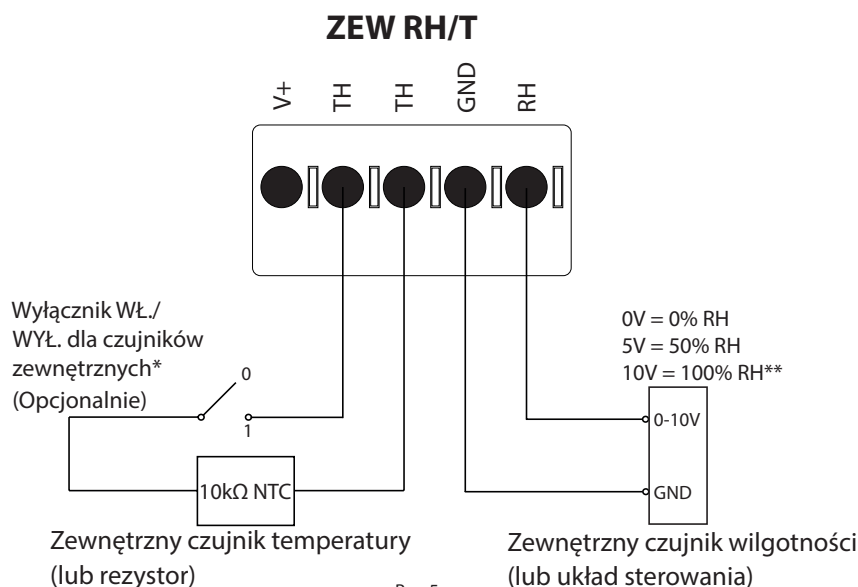 ZEW RH/T
V+
TH
TH
GND
RH
Wyłącznik WŁ./
WYŁ. dla czujników
zewnętrznych*
(Opcjonalnie)
0
1
10kΩ NTC
Zewnętrzny czujnik temperatury
(lub rezystor)
0V = 0% RH
5V = 50% RH
10V = 100% RH**
0-10V
GND
Zewnętrzny czujnik wilgotności
(lub układ sterowania)